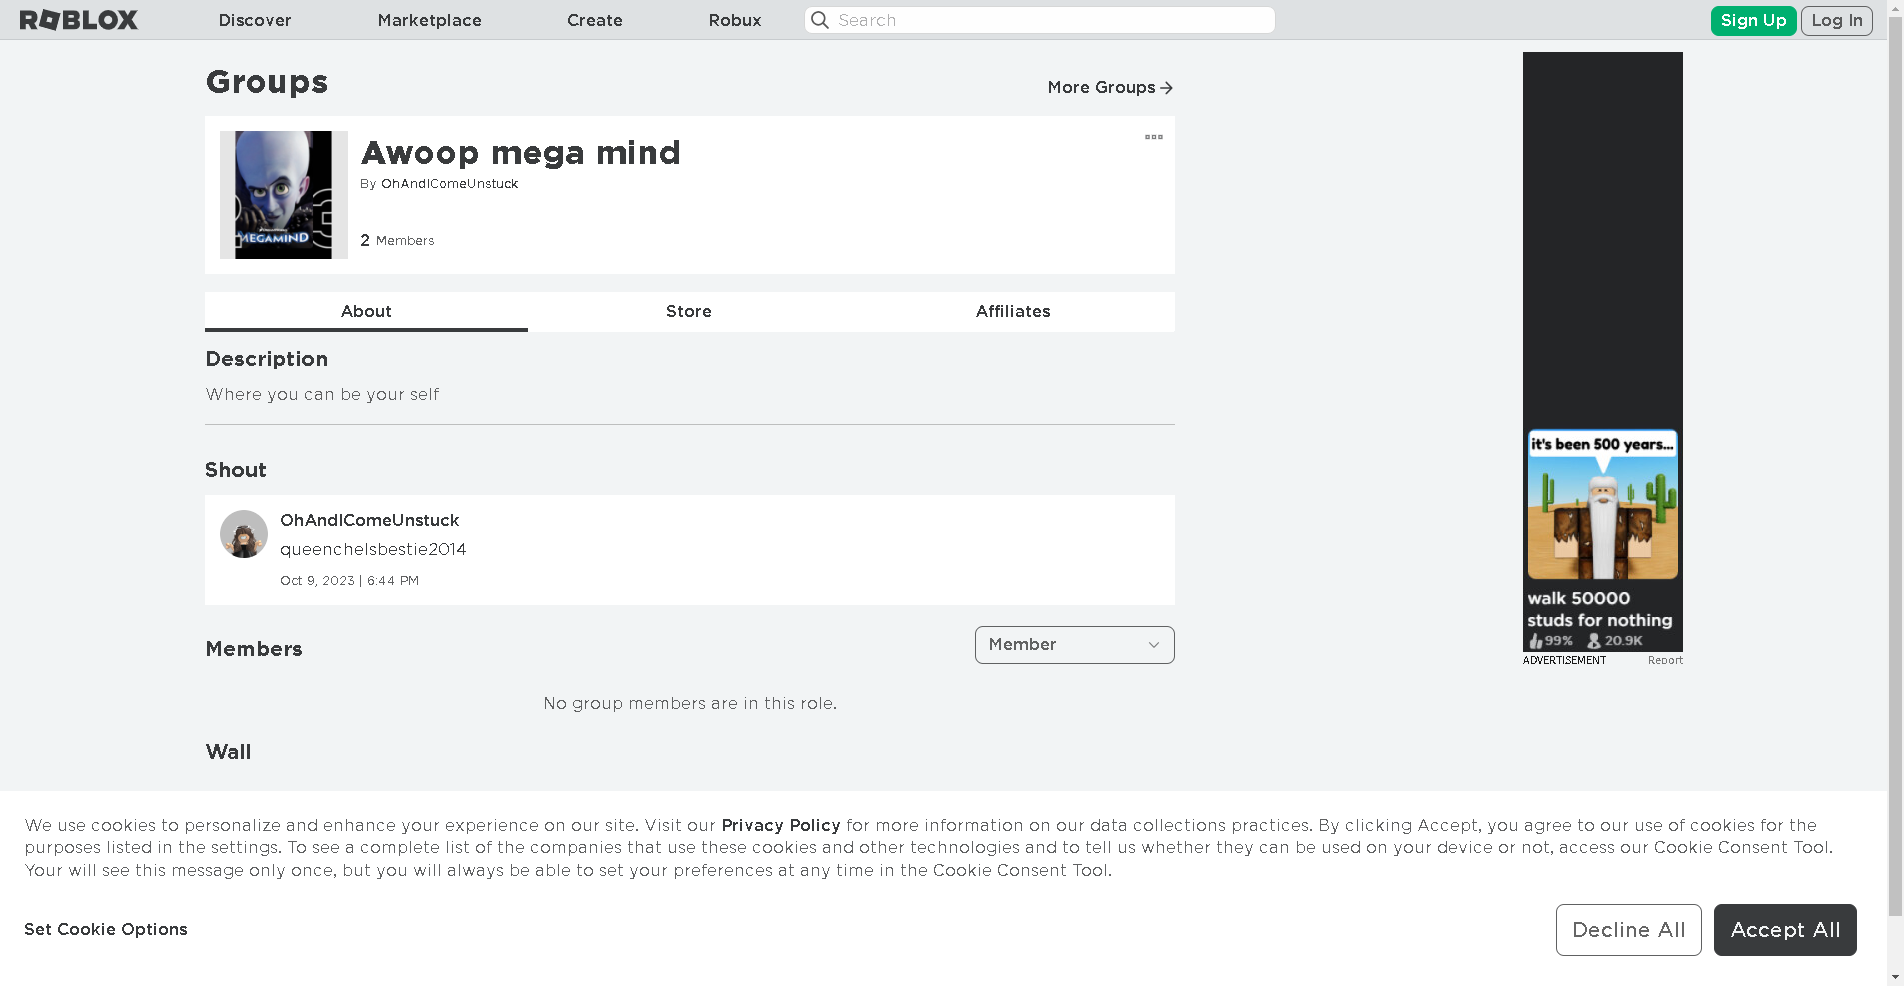 ROBLOX
Discover
Marketplace
Create
Robux
Search
Sign Up
Log In
Groups
More Groups
Awoop mega mind
By OhAndIComeUnstuck
2 Members
MEGAMIND
About
Store
Affiliates
Description
Where you can be your self
Shout
OhAndIComeUnstuck
queenchelsbestie2014
Oct 9, 2023 | 6:44 PM
Members
Member
No group members are in this role.
Wall
it's been 500 years...
walk 50000
studs for nothing
99% 20.9K
ADVERTISEMENT
Report
We use cookies to personalize and enhance your experience on our site. Visit our Privacy Policy for more information on our data collections practices. By clicking Accept, you agree to our use of cookies for the
purposes listed in the settings. To see a complete list of the companies that use these cookies and other technologies and to tell us whether they can be used on your device or not, access our Cookie Consent Tool.
Your will see this message only once, but you will always be able to set your preferences at any time in the Cookie Consent Tool.
Set Cookie Options
Decline All
Accept All